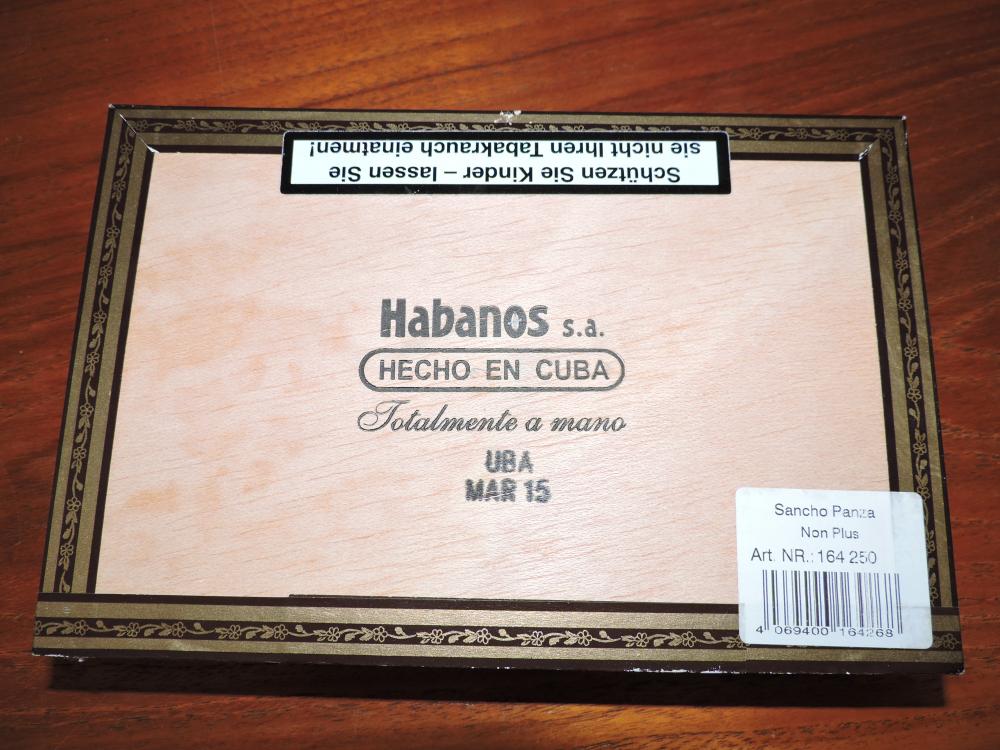 Schützen Sie Kinder – lassen Sie
sie nicht Ihren Tabakrauch einatmen!
Habanos s.a.
HECHO EN CUBA
Totalmente a mano
UBA
MAR 15
Sancho Panza
Non Plus
Art. NR.: 164 250
4 069400 164268